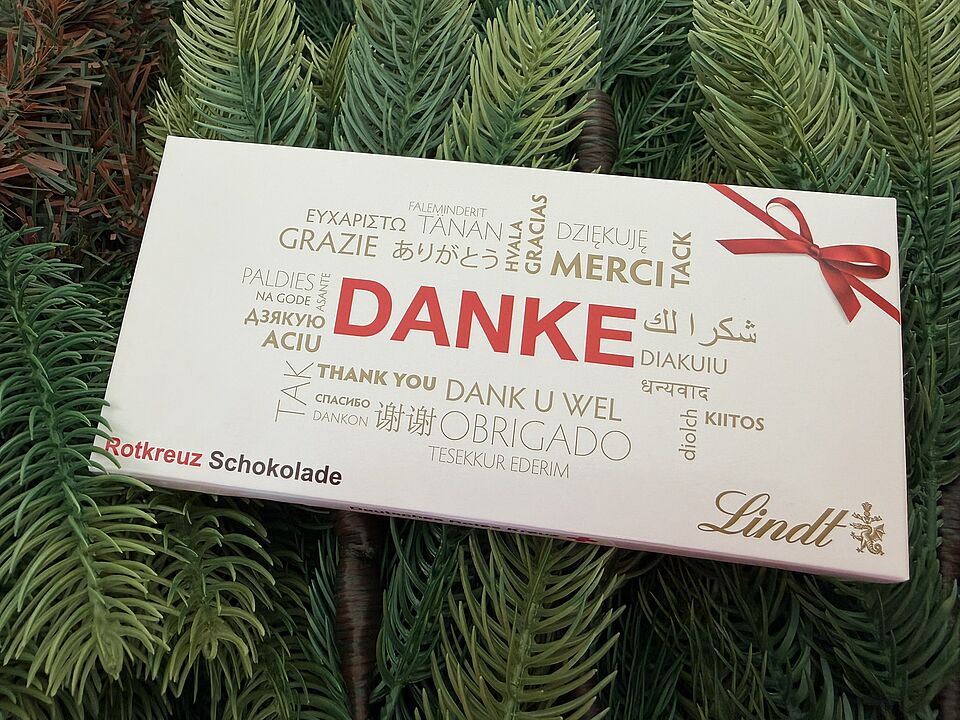 FALEMINDERIT
ΕΥΧΑΡΙΣΤΩ
TÄNAN
HVALA
GRACIAS
DZIĘKUJĘ
TACK
GRAZIE
ありがとう
MERCI
PALDIES
ASANTE
NA GODE
ДЗЯКУЮ
ACIU
DANKE
شكرا لك
DIAKUIU
धन्यवाद
TAK
THANK YOU
DANK U WEL
СПАСИБО
DANKON
谢谢
OBRIGADO
diolch
KIITOS
TESEKKUR EDERIM
Rotkreuz Schokolade
Lindt